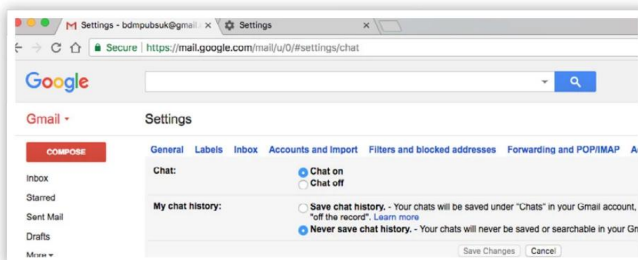 Settings - bdmpubsuk@gmai × Settings ×
Secure https://mail.google.com/mail/u/0/#settings/chat
Google
Gmail Settings
COMPOSE General Labels Inbox Accounts and Import Filters and blocked addresses Forwarding and POP/IMAP A
Chat: Chat on
Inbox Chat off
Starred
My chat history: Save chat history. - Your chats will be saved under "Chats" in your Gmail account,
Sent Mail "off the record". Learn more
Drafts Never save chat history. - Your chats will never be saved or searchable in your Gm
More Save Changes Cancel